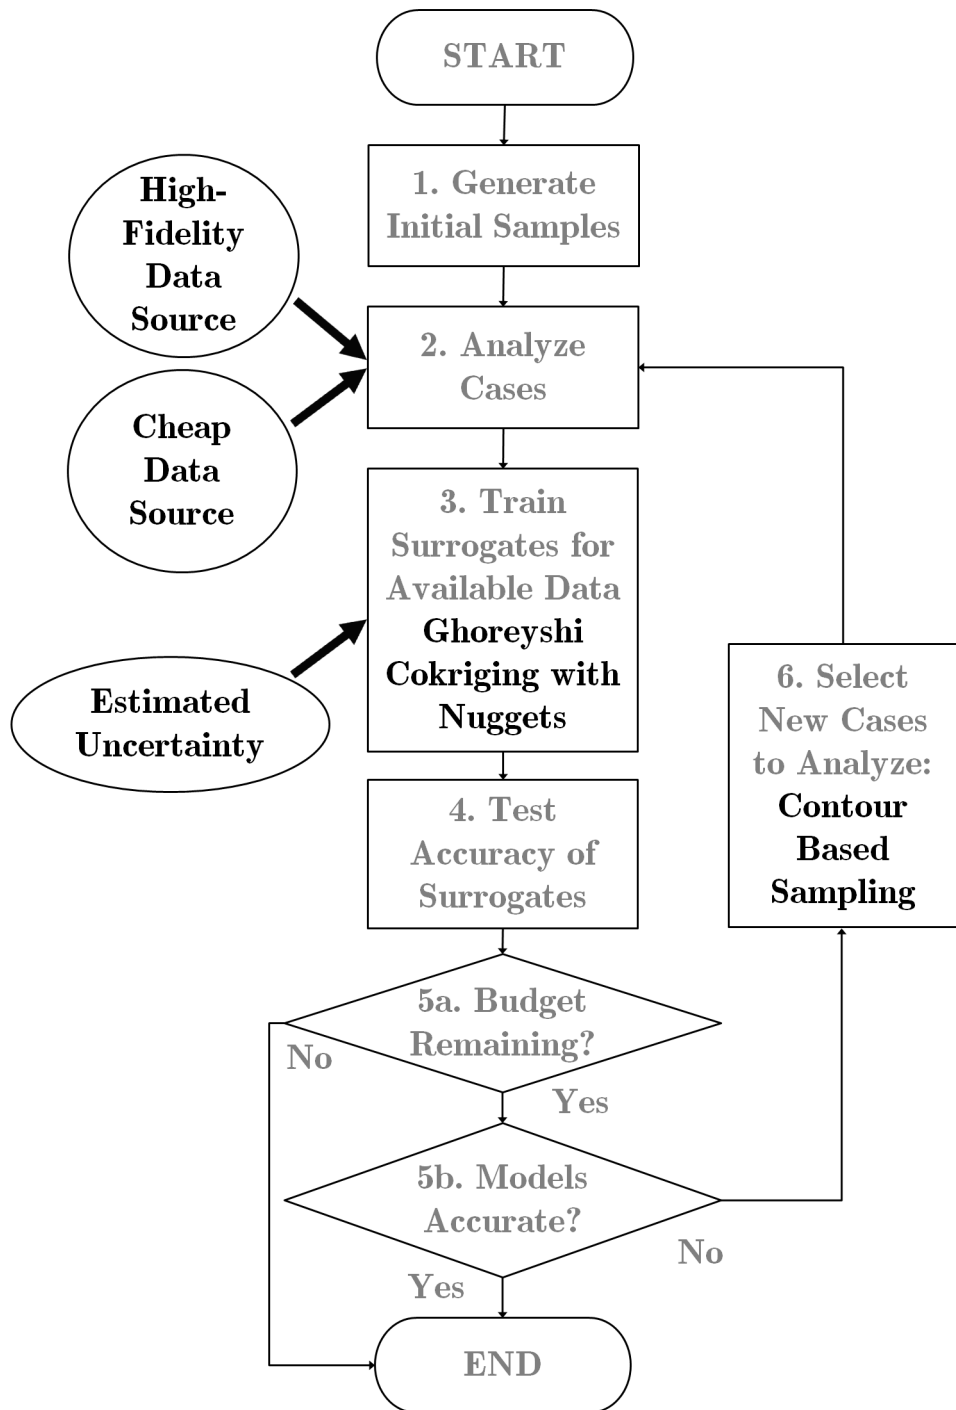 START
1. Generate
Initial Samples
High-
Fidelity
Data
Source
2. Analyze
Cases
Cheap
Data
Source
3. Train
Surrogates for
Available Data
Ghoreyshi
Cokriging with
Nuggets
Estimated
Uncertainty
6. Select
New Cases
to Analyze:
Contour
Based
Sampling
4. Test
Accuracy of
Surrogates
5a. Budget
Remaining?
No
Yes
5b. Models
Accurate?
No
Yes
END